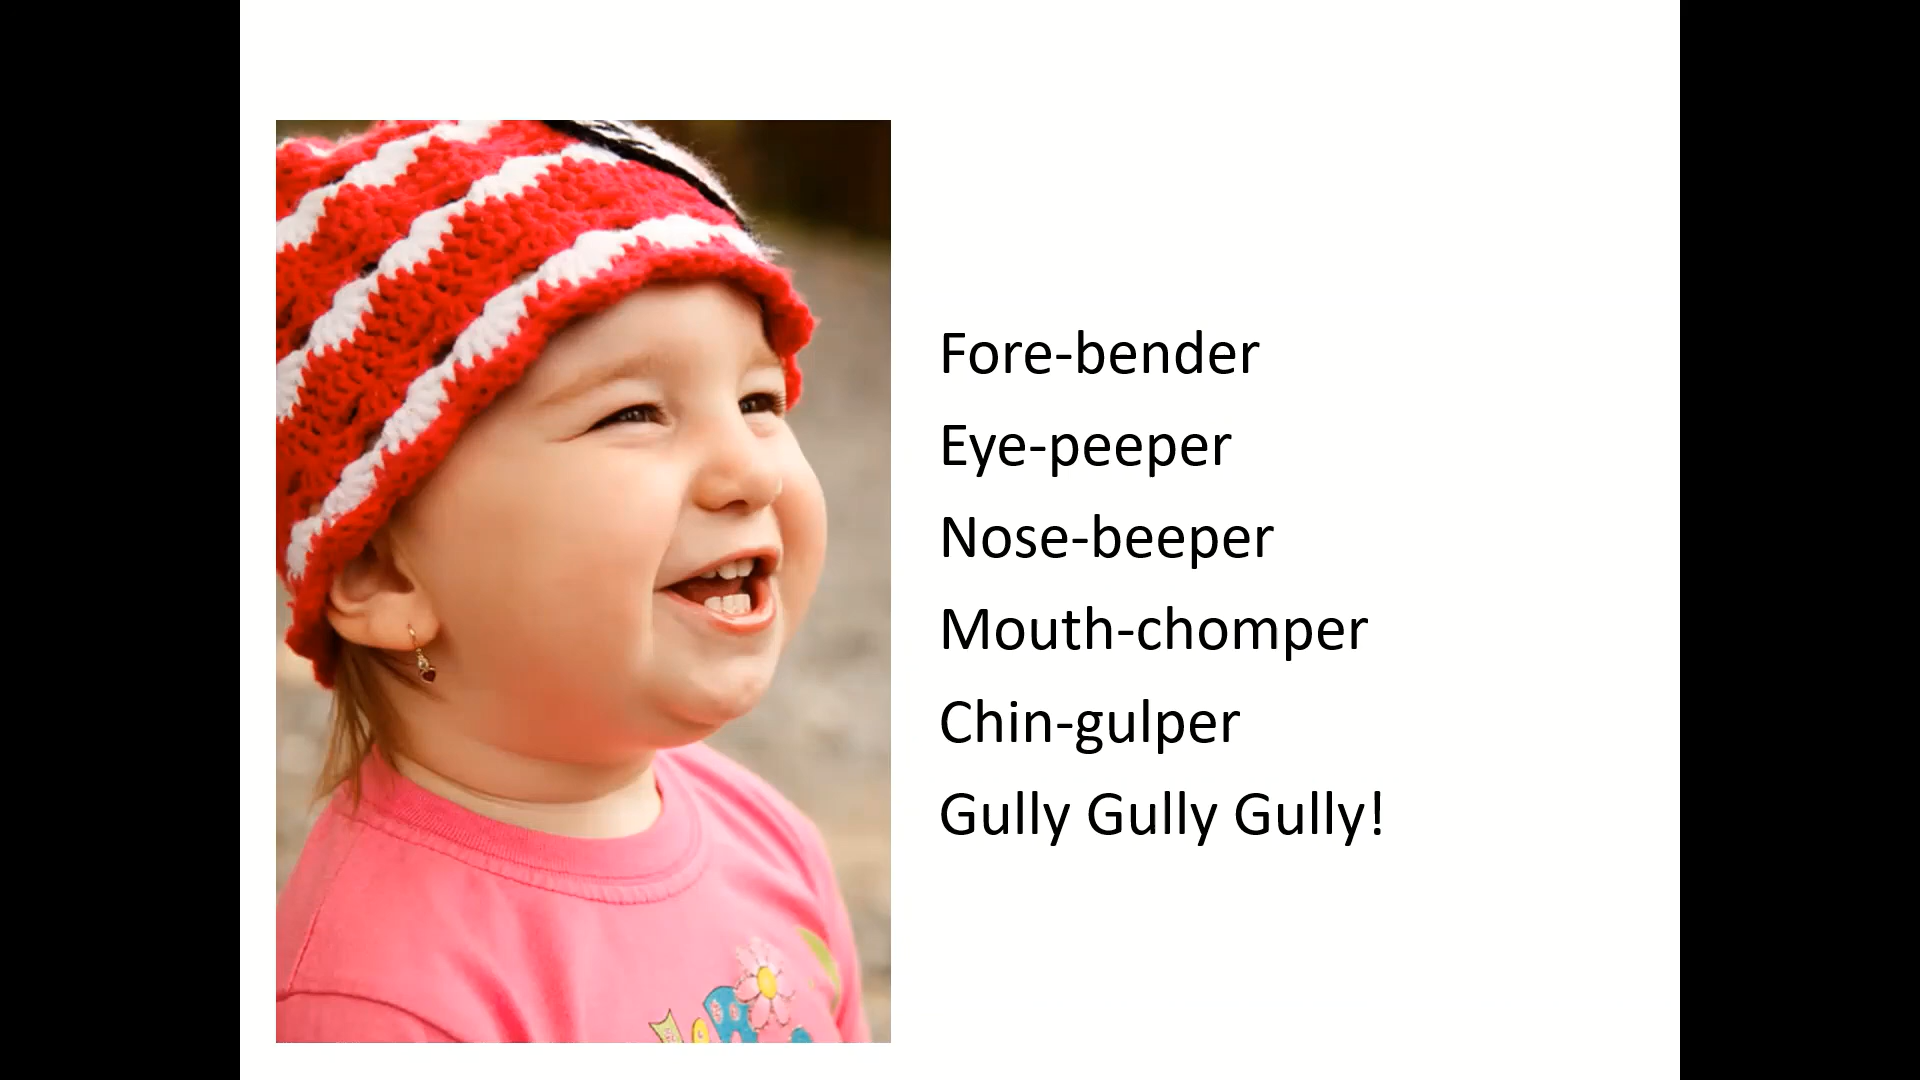 Fore-bender
Eye-peeper
Nose-beeper
Mouth-chomper
Chin-gulper
Gully Gully Gully!